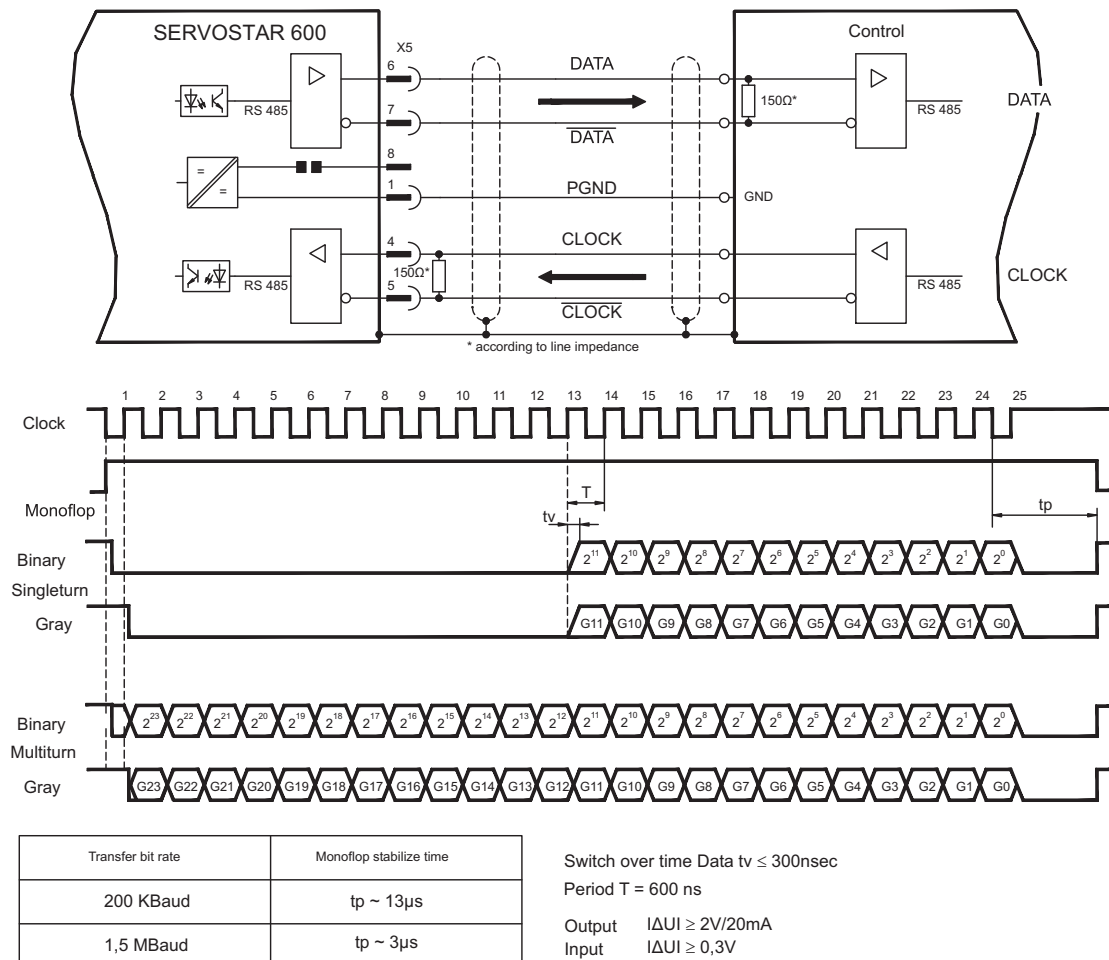 SERVOSTAR 600
X5
Control
6
DATA
RS 485
150Ω*
RS 485
DATA
7
DATA
8
=
=
1
PGND
GND
4
CLOCK
150Ω*
RS 485
5
CLOCK
RS 485
CLOCK
* according to line impedance
1 2 3 4 5 6 7 8 9 10 11 12 13 14 15 16 17 18 19 20 21 22 23 24 25
Clock
T
tp
Monoflop
tv
Binary
2¹¹ 2¹⁰ 2⁹ 2⁸ 2⁷ 2⁶ 2⁵ 2⁴ 2³ 2² 2¹ 2⁰
Singleturn
Gray
G11 G10 G9 G8 G7 G6 G5 G4 G3 G2 G1 G0
Binary
2²³ 2²² 2²¹ 2²⁰ 2¹⁹ 2¹⁸ 2¹⁷ 2¹⁶ 2¹⁵ 2¹⁴ 2¹³ 2¹² 2¹¹ 2¹⁰ 2⁹ 2⁸ 2⁷ 2⁶ 2⁵ 2⁴ 2³ 2² 2¹ 2⁰
Multiturn
Gray
G23 G22 G21 G20 G19 G18 G17 G16 G15 G14 G13 G12 G11 G10 G9 G8 G7 G6 G5 G4 G3 G2 G1 G0
Transfer bit rate Monoflop stabilize time
200 KBaud tp ~ 13µs
1,5 MBaud tp ~ 3µs
Switch over time Data tv ≤ 300nsec
Period T = 600 ns
Output IΔUI ≥ 2V/20mA
Input IΔUI ≥ 0,3V